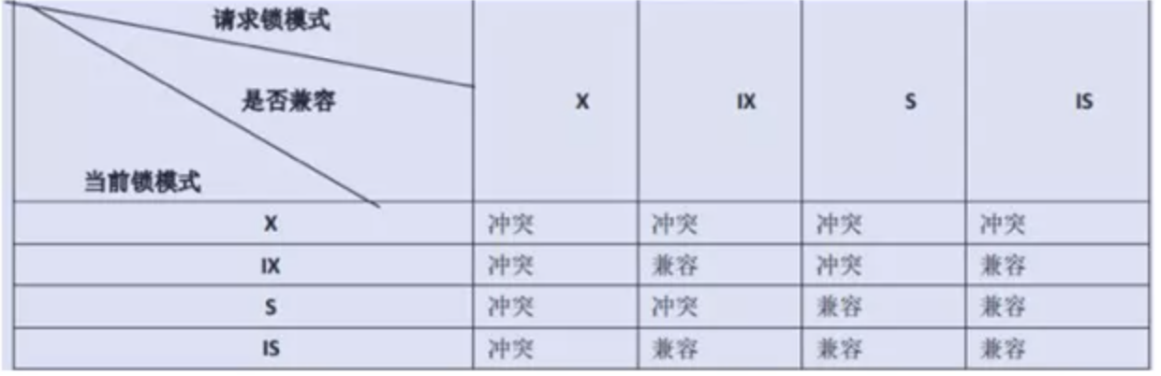 请求锁模式
是否兼容
当前锁模式
X IX S IS
X 冲突 冲突 冲突 冲突
IX 冲突 兼容 冲突 兼容
S 冲突 冲突 兼容 兼容
IS 冲突 兼容 兼容 兼容